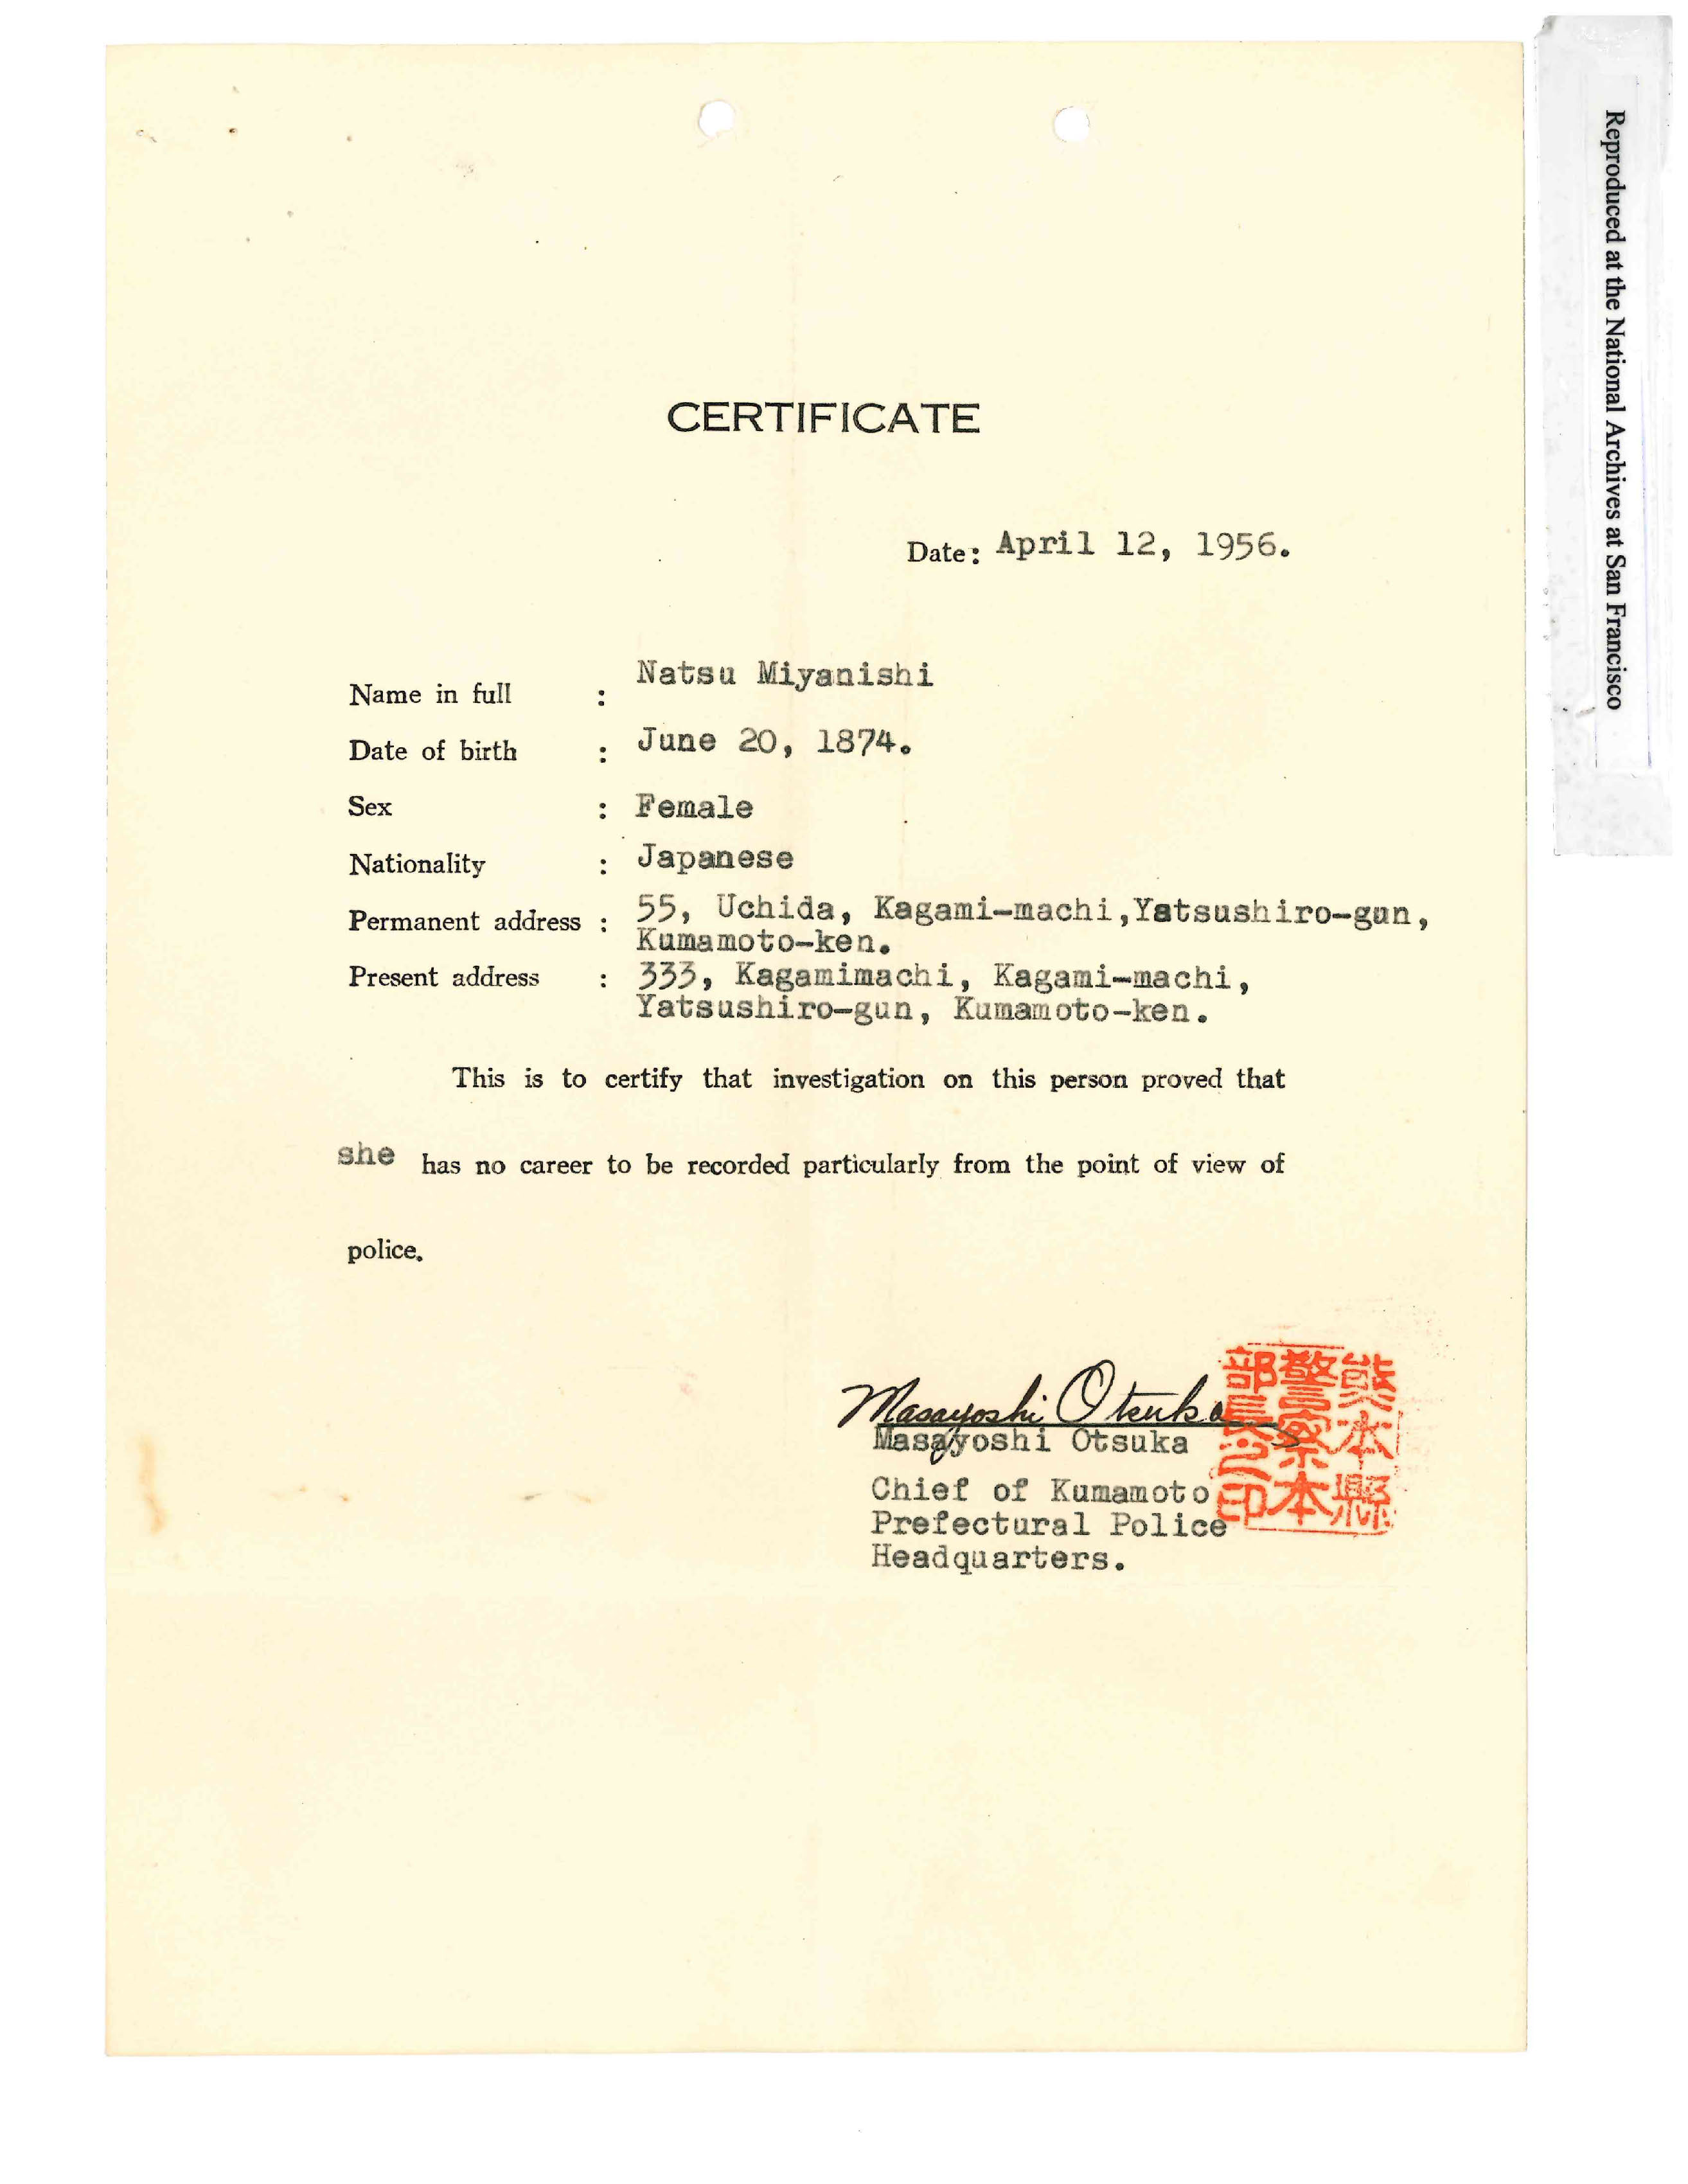 CERTIFICATE
Date: April 12, 1956.
Name in full : Natsu Miyanishi
Date of birth : June 20, 1874.
Sex : Female
Nationality : Japanese
Permanent address : 55, Uchida, Kagami-machi,Yatsushiro-gun,
Kumamoto-ken.
Present address : 333, Kagamimachi, Kagami-machi,
Yatsushiro-gun, Kumamoto-ken.
This is to certify that investigation on this person proved that
she has no career to be recorded particularly from the point of view of
police.
Masayoshi Otsuka
Masayoshi Otsuka
Chief of Kumamoto
Prefectural Police
Headquarters.
熊本縣
警察本
部長之印
Reproduced at the National Archives at San Francisco